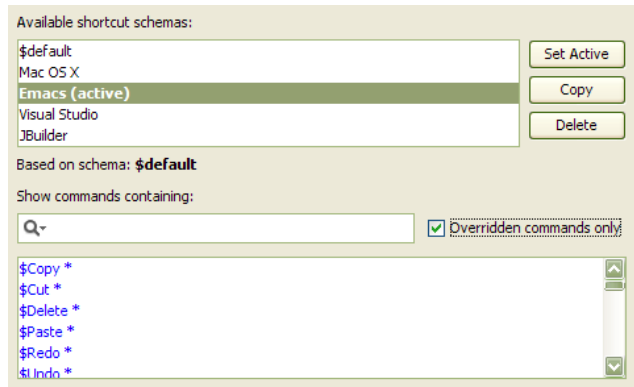 Available shortcut schemas:
$default
Mac OS X
Emacs (active)
Visual Studio
JBuilder
Set Active
Copy
Delete
Based on schema: $default
Show commands containing:
Overridden commands only
$Copy *
$Cut *
$Delete *
$Paste *
$Redo *
$Undo *